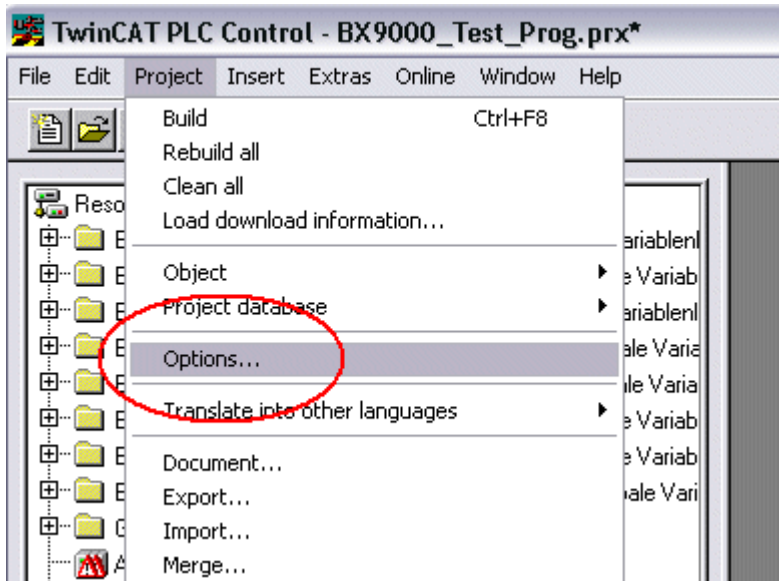 TwinCAT PLC Control - BX9000_Test_Prog.prx*
File Edit Project Insert Extras Online Window Help
Build Ctrl+F8
Rebuild all
Clean all
Load download information...
Object
Project database
Options...
Translate into other languages
Document...
Export...
Import...
Merge...